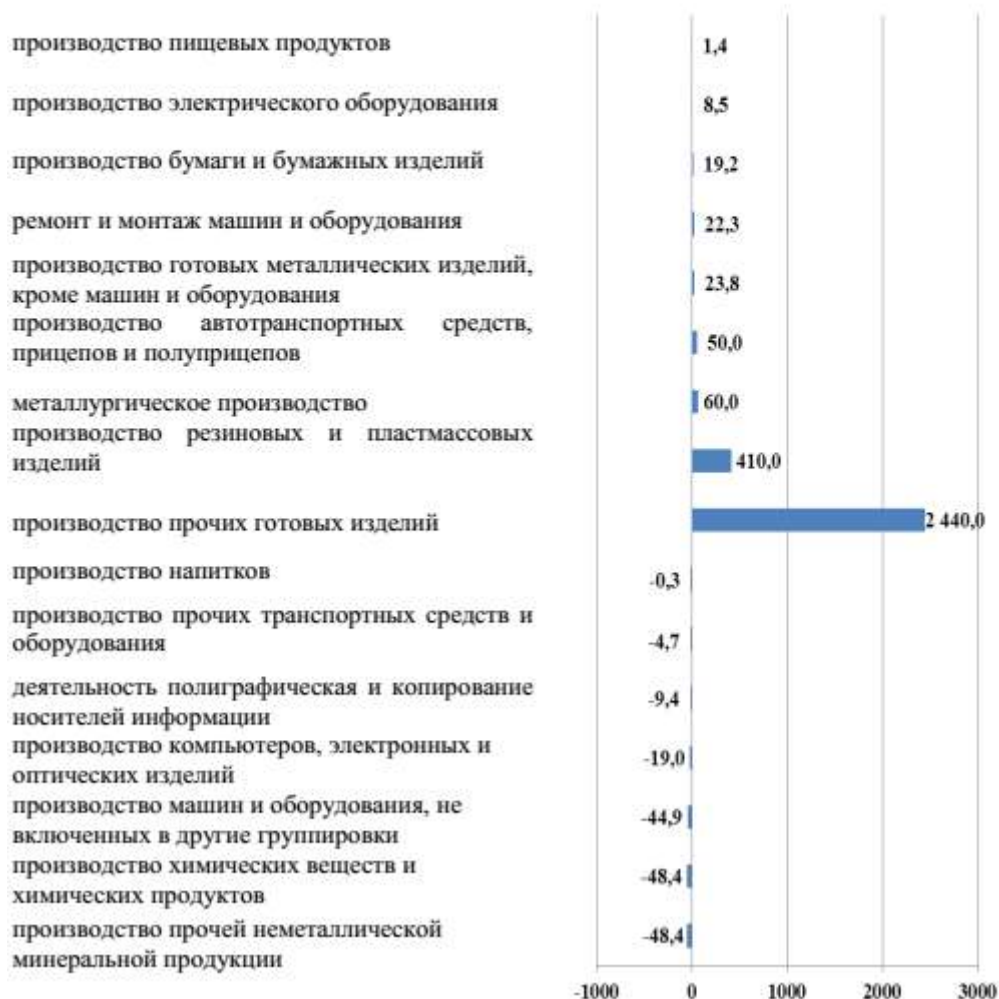 производство пищевых продуктов
1,4
производство электрического оборудования
8,5
производство бумаги и бумажных изделий
19,2
ремонт и монтаж машин и оборудования
22,3
производство готовых металлических изделий,
кроме машин и оборудования
23,8
производство автотранспортных средств,
прицепов и полуприцепов
50,0
металлургическое производство
60,0
производство резиновых и пластмассовых
изделий
410,0
производство прочих готовых изделий
2 440,0
производство напитков
-0,3
производство прочих транспортных средств и
оборудования
-4,7
деятельность полиграфическая и копирование
носителей информации
-9,4
производство компьютеров, электронных и
оптических изделий
-19,0
производство машин и оборудования, не
включенных в другие группировки
-44,9
производство химических веществ и
химических продуктов
-48,4
производство прочей неметаллической
минеральной продукции
-48,4
-1000 0 1000 2000 3000